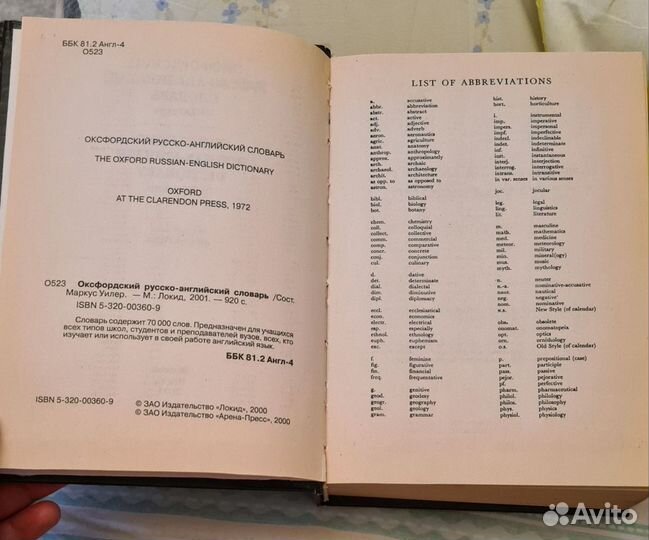 ББК 81.2 Англ-4
О523
ОКСФОРДСКИЙ РУССКО-АНГЛИЙСКИЙ СЛОВАРЬ
THE OXFORD RUSSIAN-ENGLISH DICTIONARY
OXFORD
AT THE CLARENDON PRESS, 1972
О523 Оксфордский русско-английский словарь /Сост.
Маркус Уилер. — М.: Локид, 2001. — 920 с.
ISBN 5-320-00360-9
Словарь содержит 70 000 слов. Предназначен для учащихся
всех типов школ, студентов и преподавателей вузов, всех, кто
изучает или использует в своей работе английский язык.
ББК 81.2 Англ-4
ISBN 5-320-00360-9
© ЗАО Издательство «Локид», 2000
© ЗАО Издательство «Арена-Пресс», 2000
LIST OF ABBREVIATIONS
a. accusative
abbr. abbreviation
abstr. abstract
act. active
adj. adjective
adv. adverb
aeron. aeronautics
agric. agriculture
anat. anatomy
anthrop. anthropology
approx. approximately
arch. archaic
archaeol. archaeology
archit. architecture
as opp. to as opposed to
astron. astronomy
bibl. biblical
biol. biology
bot. botany
chem. chemistry
coll. colloquial
collect. collective
comm. commercial
comp. comparative
concr. concrete
conj. conjunction
cul. culinary
d. dative
det. determinate
dial. dialectal
dim. diminutive
dipl. diplomacy
eccl. ecclesiastical
econ. economics
electr. electrical
esp. especially
ethnol. ethnology
euph. euphemism
exc. except
f. feminine
fig. figurative
fin. financial
freq. frequentative
g. genitive
geod. geodesy
geogr. geography
geol. geology
gram. grammar
hist. history
hort. horticulture
i. instrumental
imp. imperative
impers. impersonal
impf. imperfective
indecl. indeclinable
indet. indeterminate
inf. infinitive
inst. instantaneous
interj. interjection
interrog. interrogative
intrans. intransitive
in var. senses in various senses
joc. jocular
leg. legal
ling. linguistics
lit. literature
m. masculine
math. mathematics
med. medicine
meteor. meteorology
mil. military
min. mineral(ogy)
mus. music
myth. mythology
n. neuter
n.-a. nominative-accusative
naut. nautical
neg. negative
nom. nominative
N.S. New Style (of calendar)
obs. obsolete
onomat. onomatopoeia
opt. optics
orn. ornithology
O.S. Old Style (of calendar)
p. prepositional (case)
part. participle
pass. passive
pejor. pejorative
pf. perfective
pharm. pharmaceutical
philol. philology
philos. philosophy
phys. physics
physiol. physiology
Avito